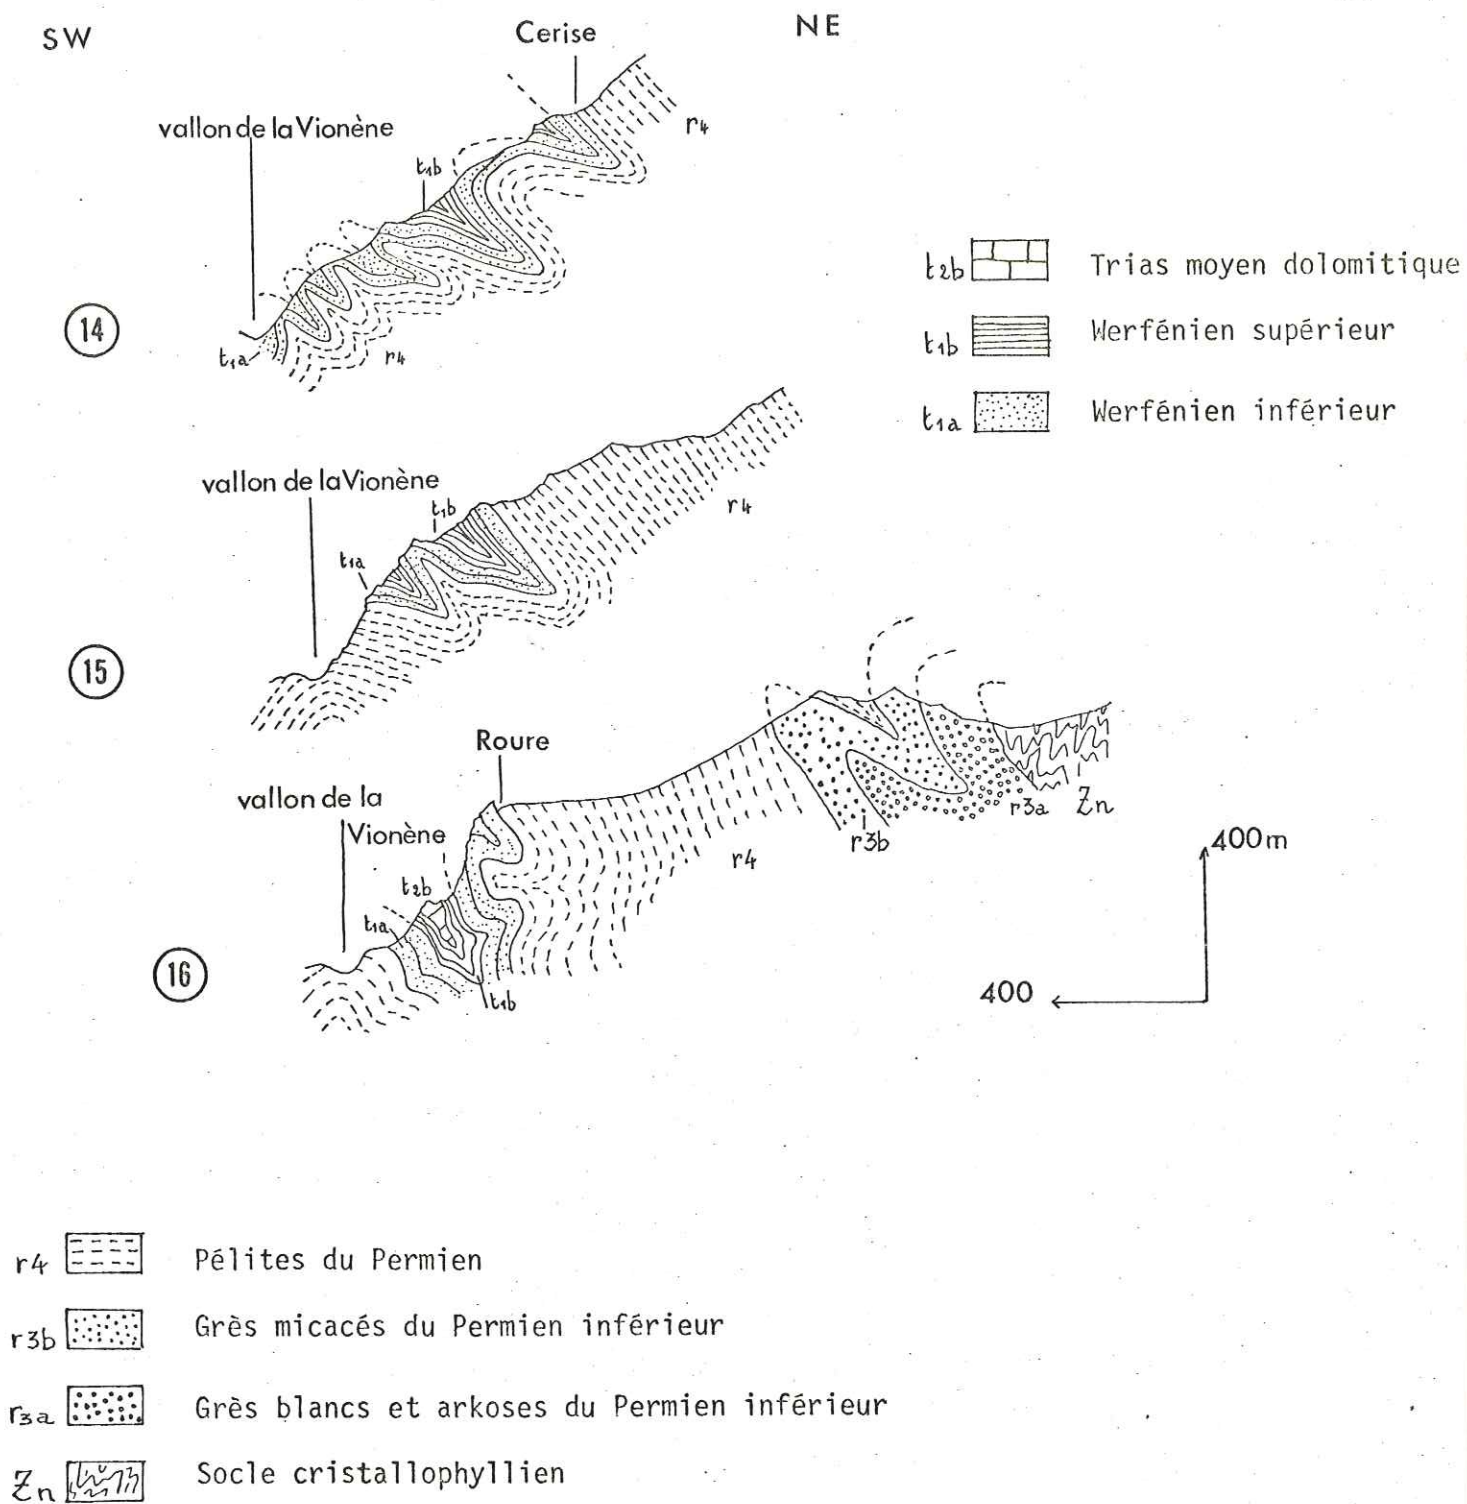 SW
NE
Cerise
vallon de la Vionène
t1b
r4
14
t1a
r4
t2b Trias moyen dolomitique
t1b Werfénien supérieur
t1a Werfénien inférieur
vallon de la Vionène
t1b
t1a
r4
15
Roure
vallon de la
Vionène
t2b
t1a
t1b
r4
r3b
r3a
Zn
16
400m
400
r4 Pélites du Permien
r3b Grès micacés du Permien inférieur
r3a Grès blancs et arkoses du Permien inférieur
Zn Socle cristallophyllien